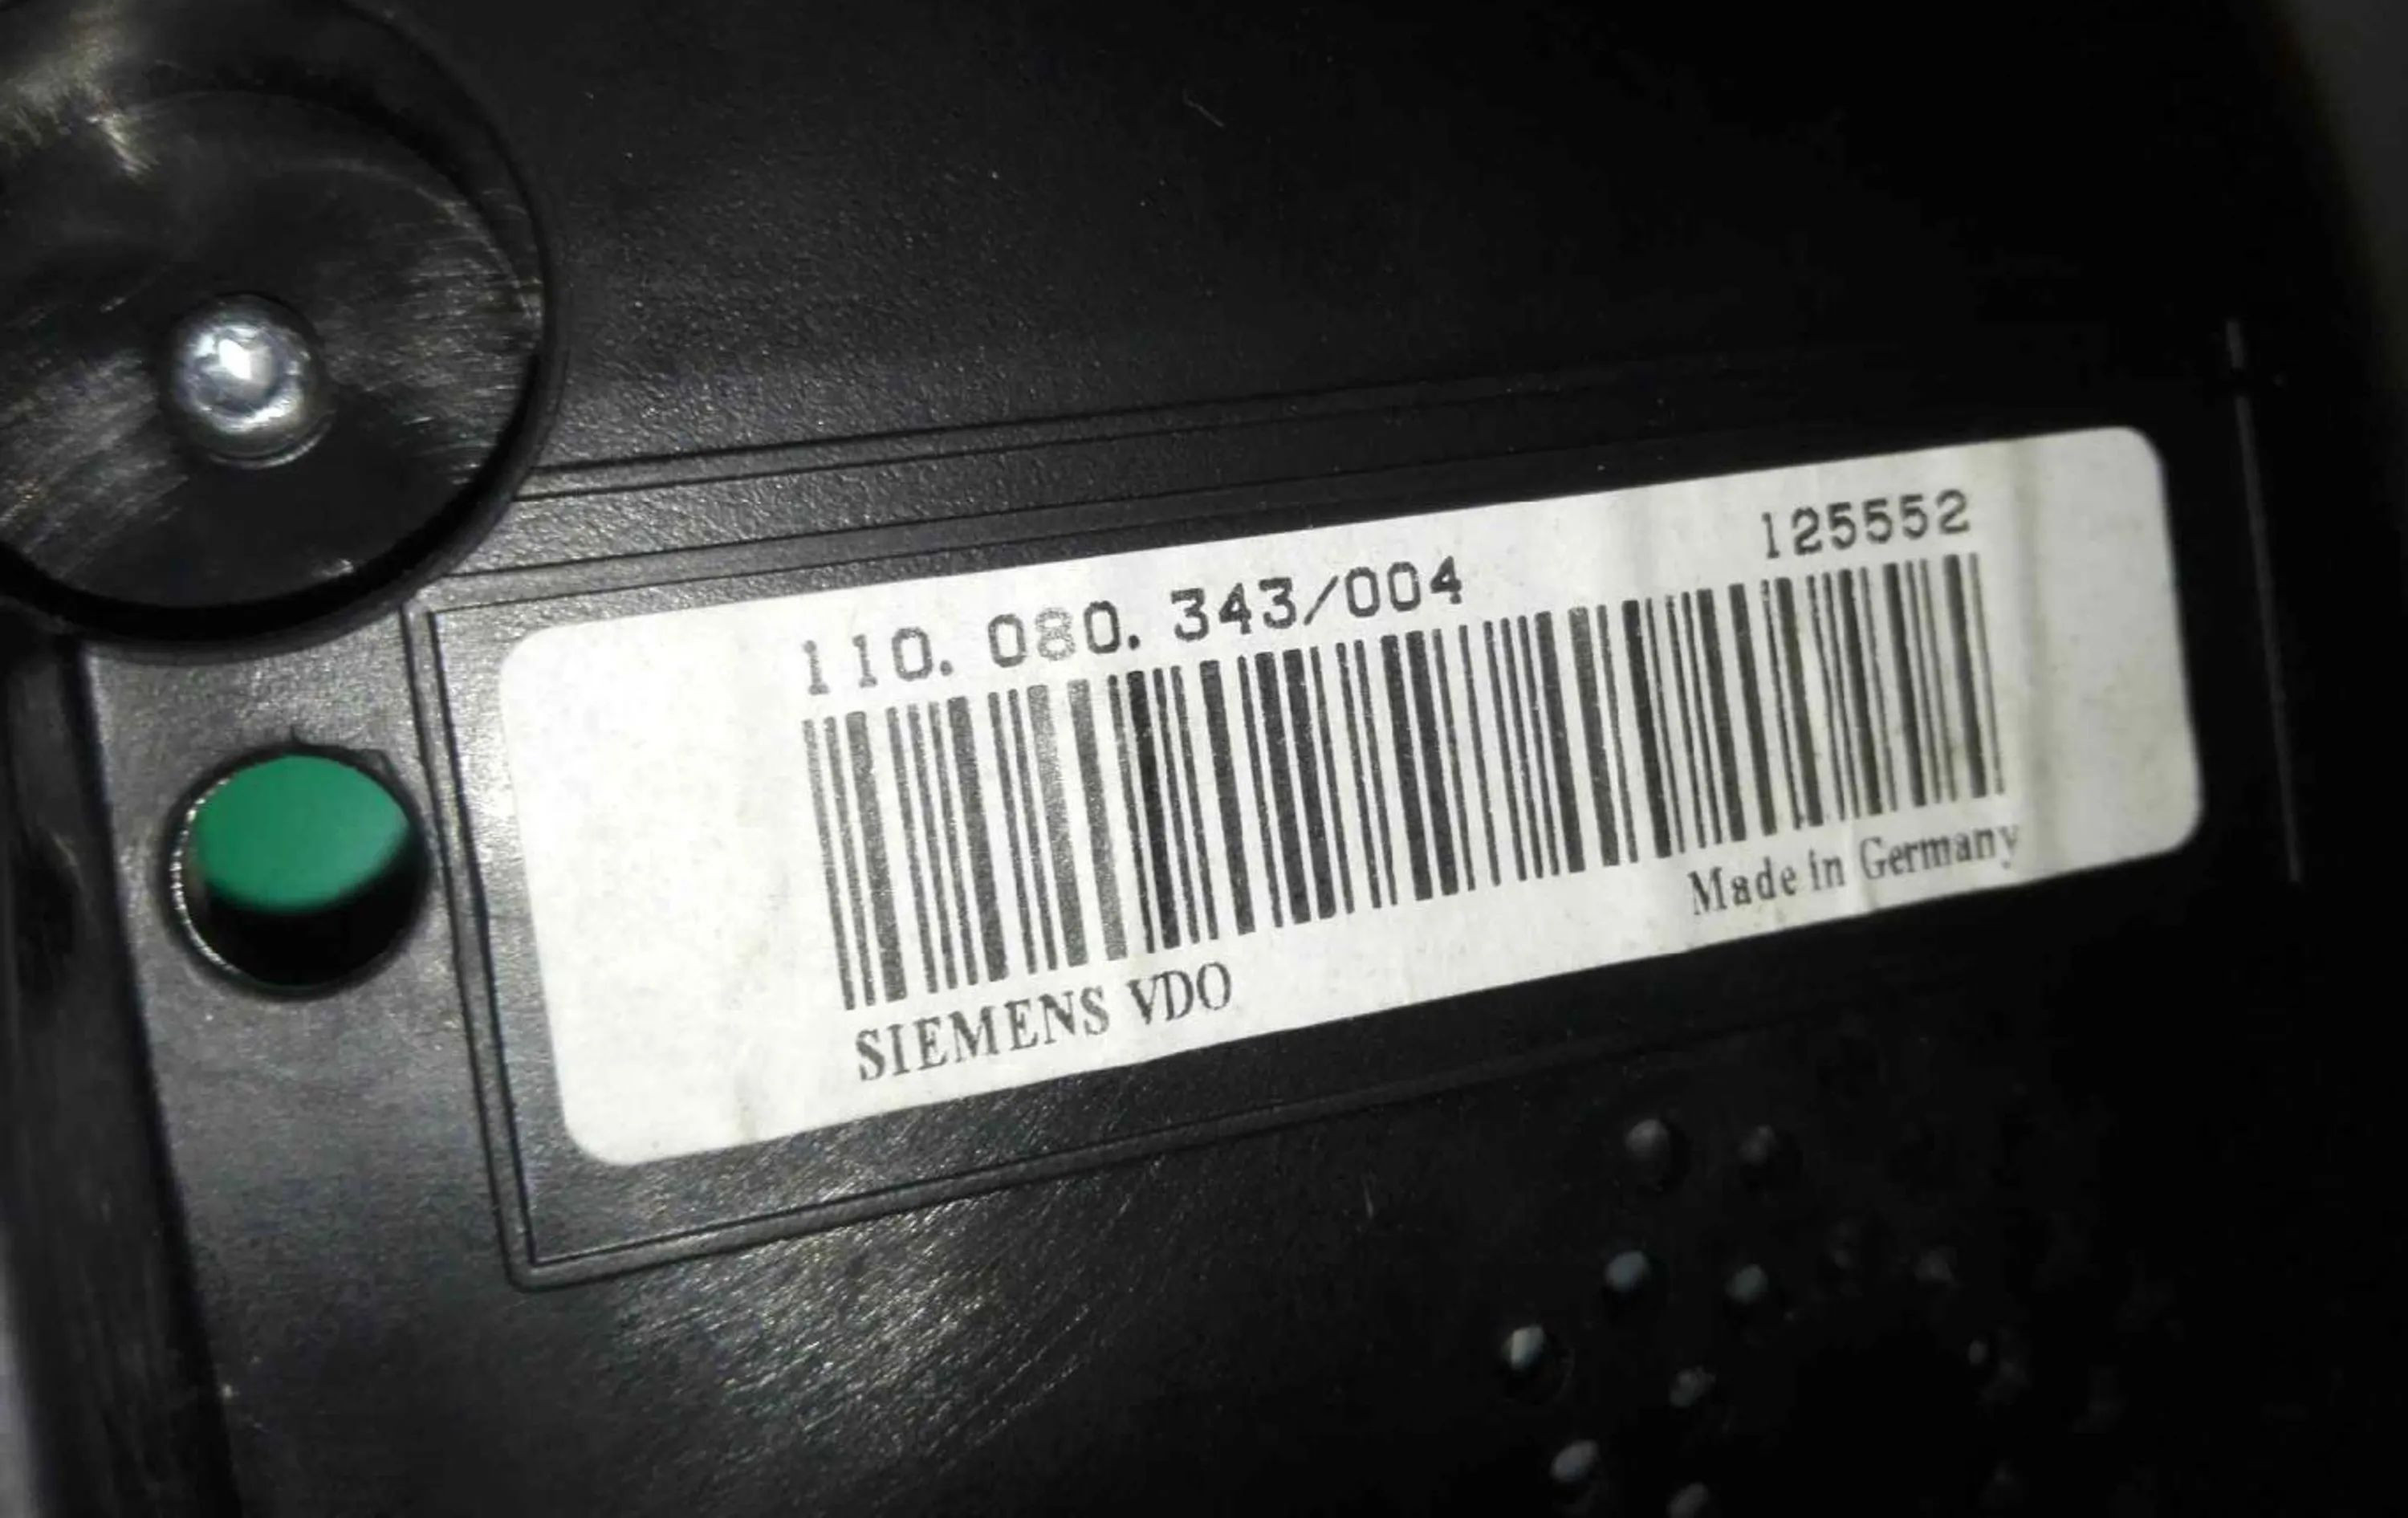 110.080.343/004 125552
SIEMENS VDO Made in Germany